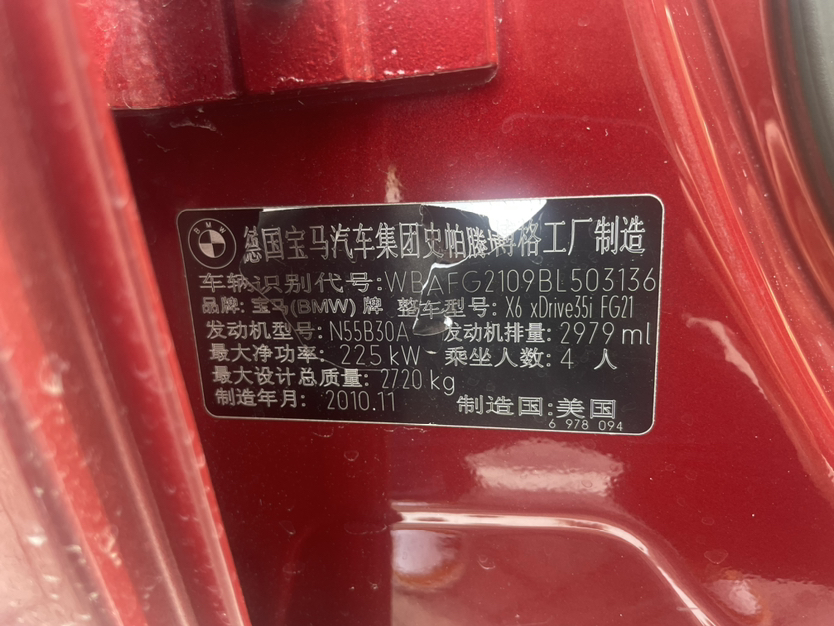 BMW
德国宝马汽车集团史帕腾堡格工厂制造
车辆识别代号:WBAFG2109BL503136
品牌: 宝马(BMW) 牌 整车型号: X6 xDrive35i FG21
发动机型号: N55B30A 发动机排量: 2979 ml
最大净功率: 225 kW 乘坐人数: 4 人
最大设计总质量: 2720 kg
制造年月: 2010.11 制造国:美国
6 978 094